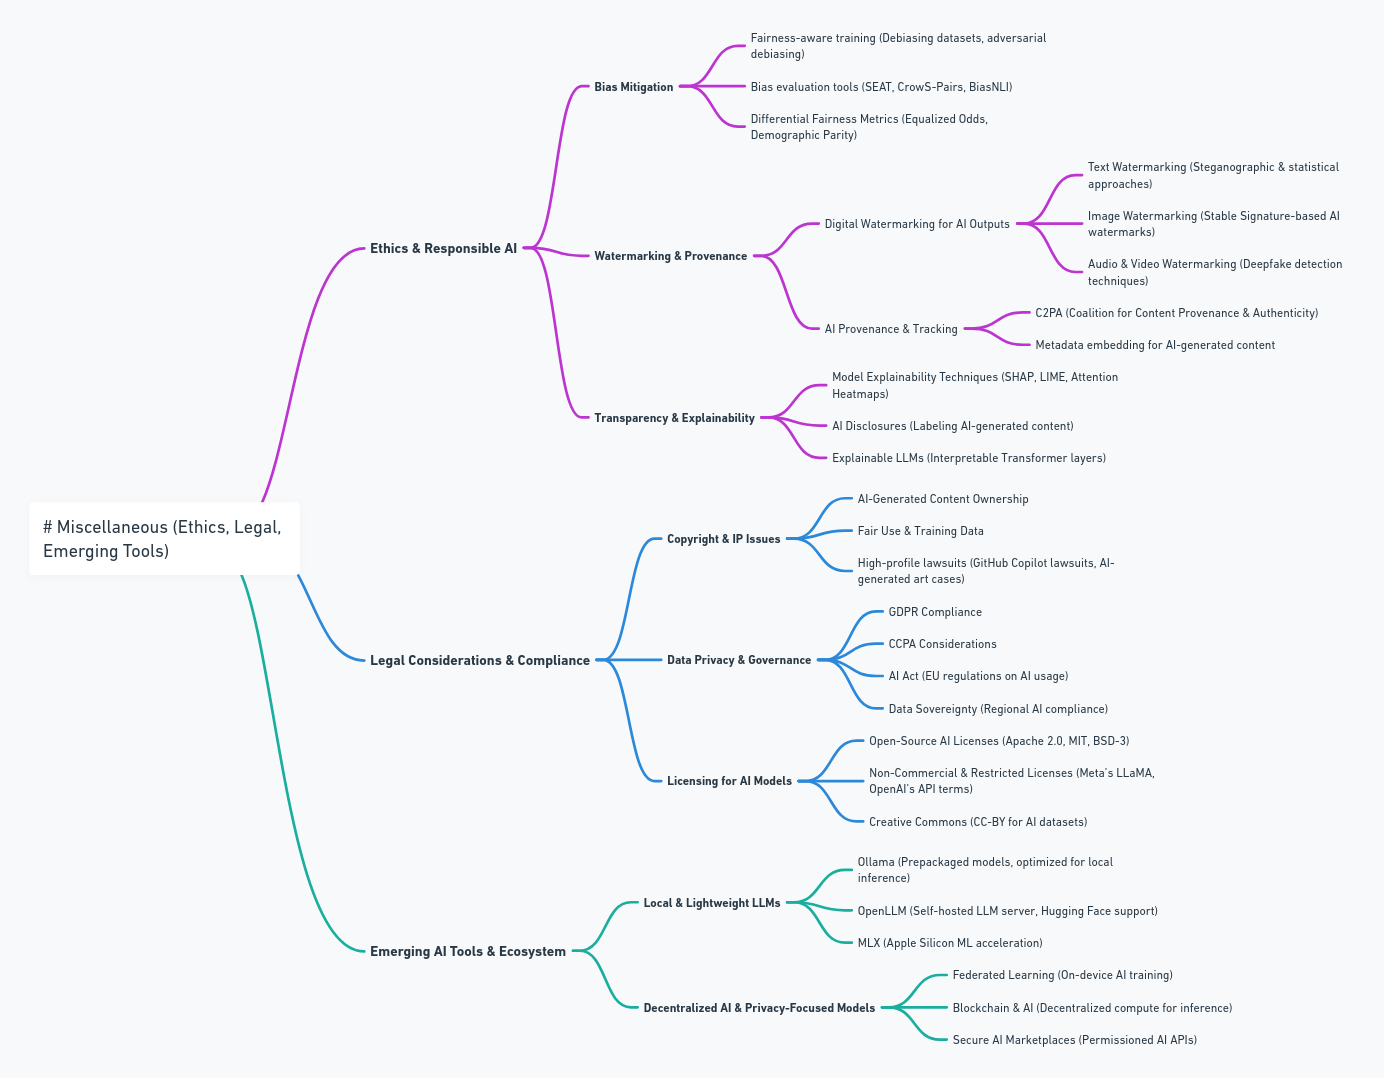 # Miscellaneous (Ethics, Legal,
Emerging Tools)
Ethics & Responsible AI
Bias Mitigation
Fairness-aware training (Debiasing datasets, adversarial
debiasing)
Bias evaluation tools (SEAT, CrowS-Pairs, BiasNLI)
Differential Fairness Metrics (Equalized Odds,
Demographic Parity)
Watermarking & Provenance
Digital Watermarking for AI Outputs
Text Watermarking (Steganographic & statistical
approaches)
Image Watermarking (Stable Signature-based AI
watermarks)
Audio & Video Watermarking (Deepfake detection
techniques)
AI Provenance & Tracking
C2PA (Coalition for Content Provenance & Authenticity)
Metadata embedding for AI-generated content
Transparency & Explainability
Model Explainability Techniques (SHAP, LIME, Attention
Heatmaps)
AI Disclosures (Labeling AI-generated content)
Explainable LLMs (Interpretable Transformer layers)
Legal Considerations & Compliance
Copyright & IP Issues
AI-Generated Content Ownership
Fair Use & Training Data
High-profile lawsuits (GitHub Copilot lawsuits, AI-
generated art cases)
Data Privacy & Governance
GDPR Compliance
CCPA Considerations
AI Act (EU regulations on AI usage)
Data Sovereignty (Regional AI compliance)
Licensing for AI Models
Open-Source AI Licenses (Apache 2.0, MIT, BSD-3)
Non-Commercial & Restricted Licenses (Meta's LLaMA,
OpenAI's API terms)
Creative Commons (CC-BY for AI datasets)
Emerging AI Tools & Ecosystem
Local & Lightweight LLMs
Ollama (Prepackaged models, optimized for local
inference)
OpenLLM (Self-hosted LLM server, Hugging Face support)
MLX (Apple Silicon ML acceleration)
Decentralized AI & Privacy-Focused Models
Federated Learning (On-device AI training)
Blockchain & AI (Decentralized compute for inference)
Secure AI Marketplaces (Permissioned AI APIs)